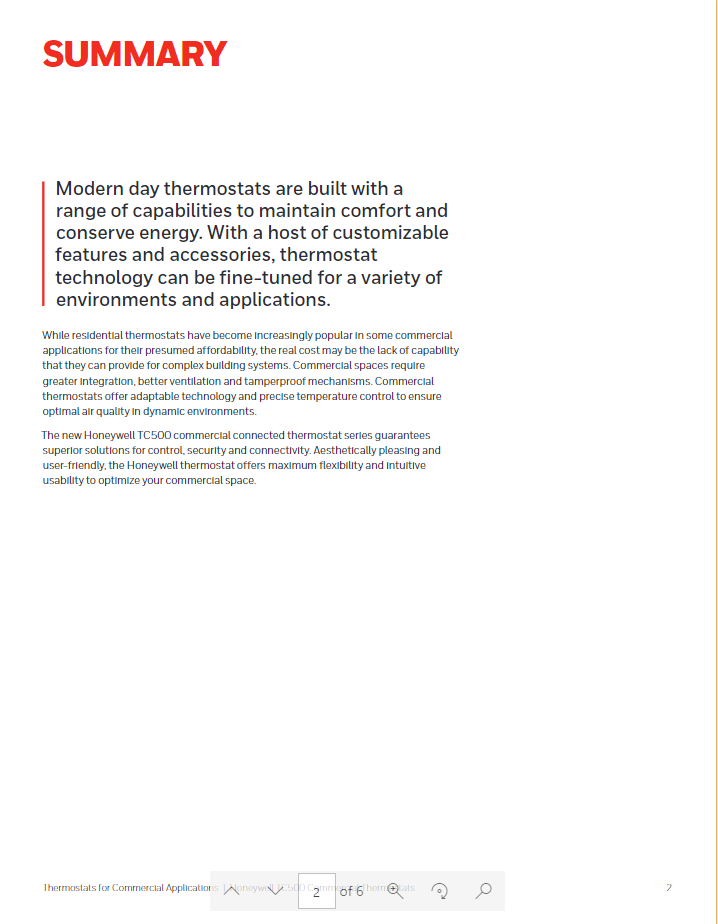 SUMMARY
Modern day thermostats are built with a
range of capabilities to maintain comfort and
conserve energy. With a host of customizable
features and accessories, thermostat
technology can be fine-tuned for a variety of
environments and applications.
While residential thermostats have become increasingly popular in some commercial
applications for their presumed affordability, the real cost may be the lack of capability
that they can provide for complex building systems. Commercial spaces require
greater integration, better ventilation and tamperproof mechanisms. Commercial
thermostats offer adaptable technology and precise temperature control to ensure
optimal air quality in dynamic environments.
The new Honeywell TC500 commercial connected thermostat series guarantees
superior solutions for control, security and connectivity. Aesthetically pleasing and
user-friendly, the Honeywell thermostat offers maximum flexibility and intuitive
usability to optimize your commercial space.
Thermostats for Commercial Applications | Honeywell TC500 Commercial Thermostats 2
2 of 6